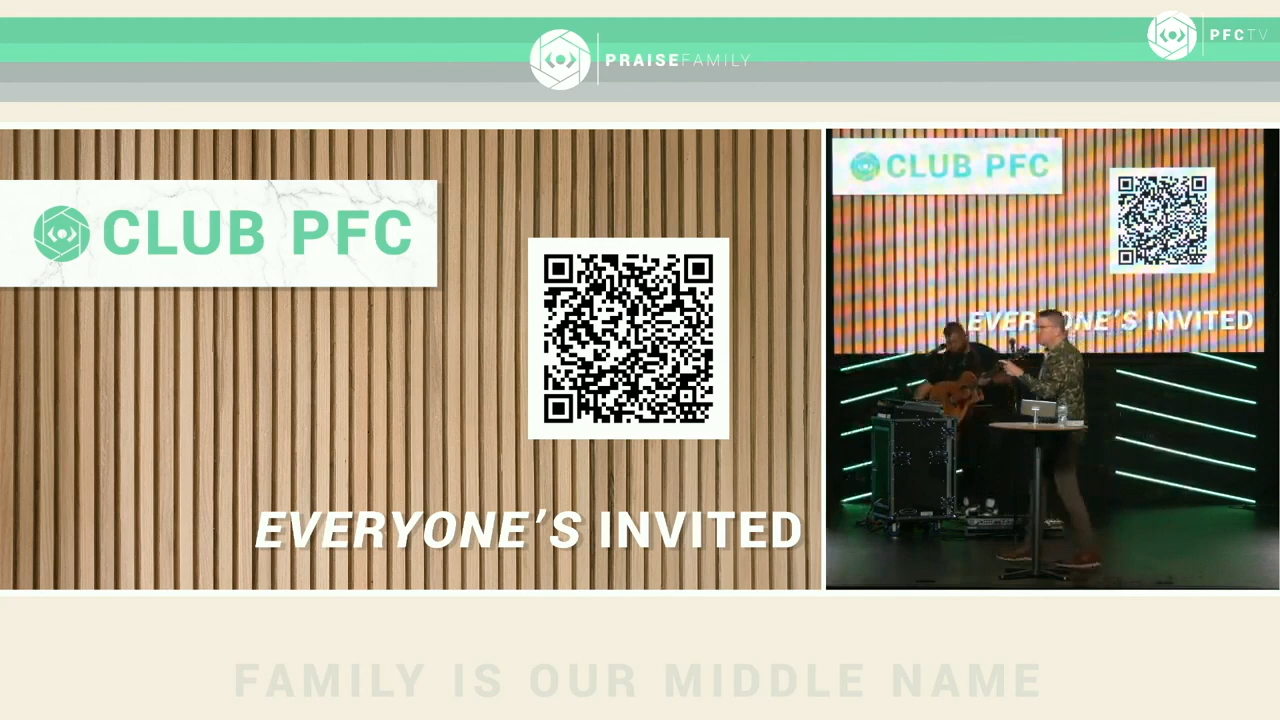 PRAISEFAMILY
PFCTV
CLUB PFC
EVERYONE'S INVITED
CLUB PFC
EVERYONE'S INVITED
FAMILY IS OUR MIDDLE NAME